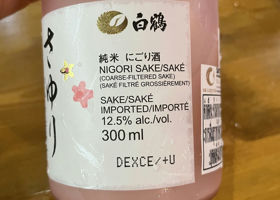 白鶴
さゆり
純米 にごり酒
NIGORI SAKE/SAKÉ
(COARSE-FILTERED SAKE)
(SAKÉ FILTRÉ GROSSIÈREMENT)
SAKE/SAKÉ
IMPORTED/IMPORTÉ
12.5% alc./vol.
300 ml
DEXCE/+U